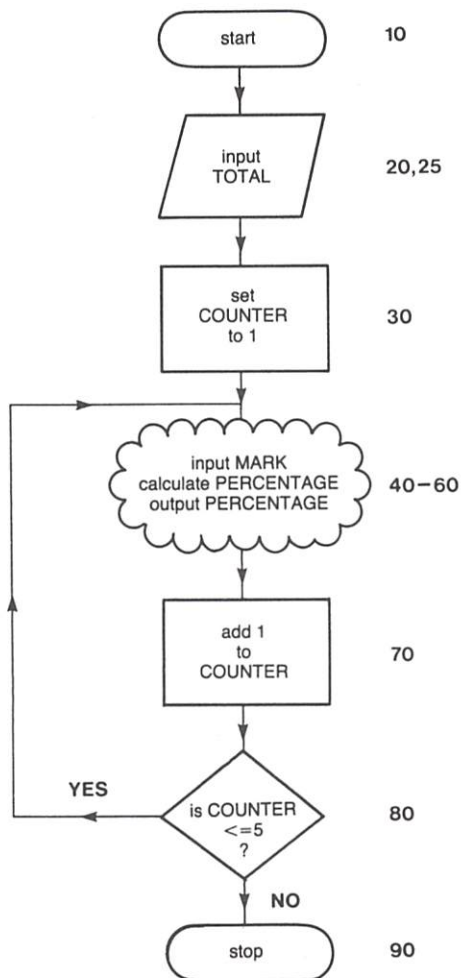 start 10
input
TOTAL
20,25
set
COUNTER
to 1
30
input MARK
calculate PERCENTAGE
output PERCENTAGE
40–60
add 1
to
COUNTER
70
YES
is COUNTER
<=5
?
80
NO
stop 90